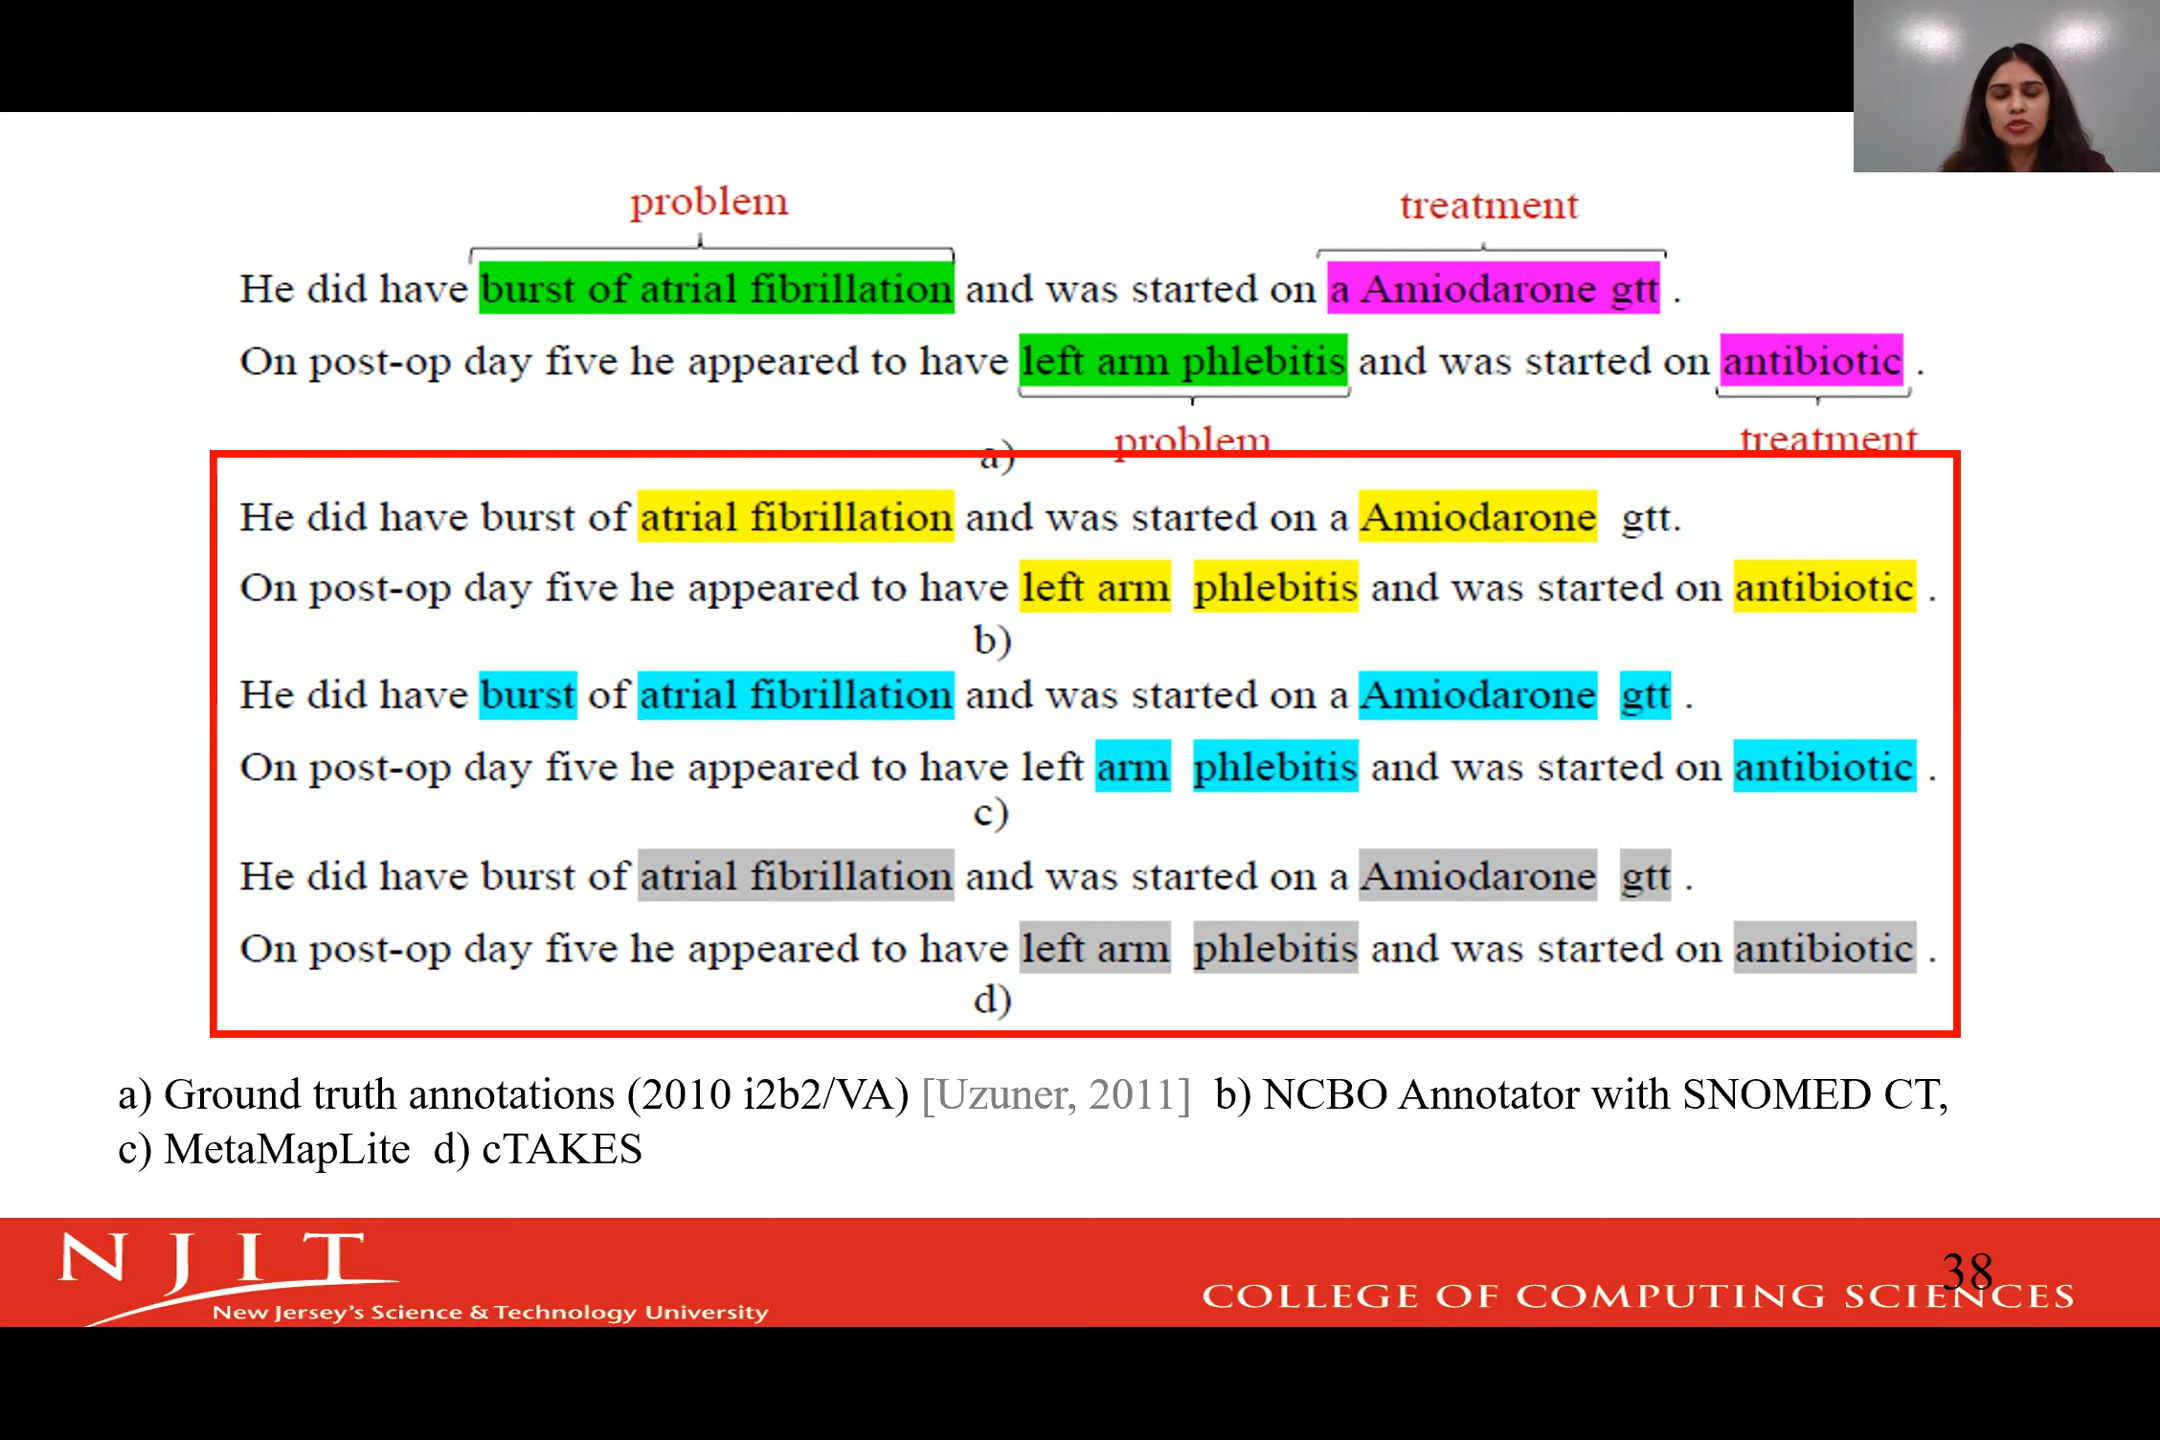 problem
treatment
He did have burst of atrial fibrillation and was started on a Amiodarone gtt .
On post-op day five he appeared to have left arm phlebitis and was started on antibiotic .
problem
treatment
a)
He did have burst of atrial fibrillation and was started on a Amiodarone gtt.
On post-op day five he appeared to have left arm phlebitis and was started on antibiotic .
b)
He did have burst of atrial fibrillation and was started on a Amiodarone gtt .
On post-op day five he appeared to have left arm phlebitis and was started on antibiotic .
c)
He did have burst of atrial fibrillation and was started on a Amiodarone gtt .
On post-op day five he appeared to have left arm phlebitis and was started on antibiotic .
d)
a) Ground truth annotations (2010 i2b2/VA) [Uzuner, 2011] b) NCBO Annotator with SNOMED CT,
c) MetaMapLite d) cTAKES
NJIT
New Jersey's Science & Technology University
38
COLLEGE OF COMPUTING SCIENCES